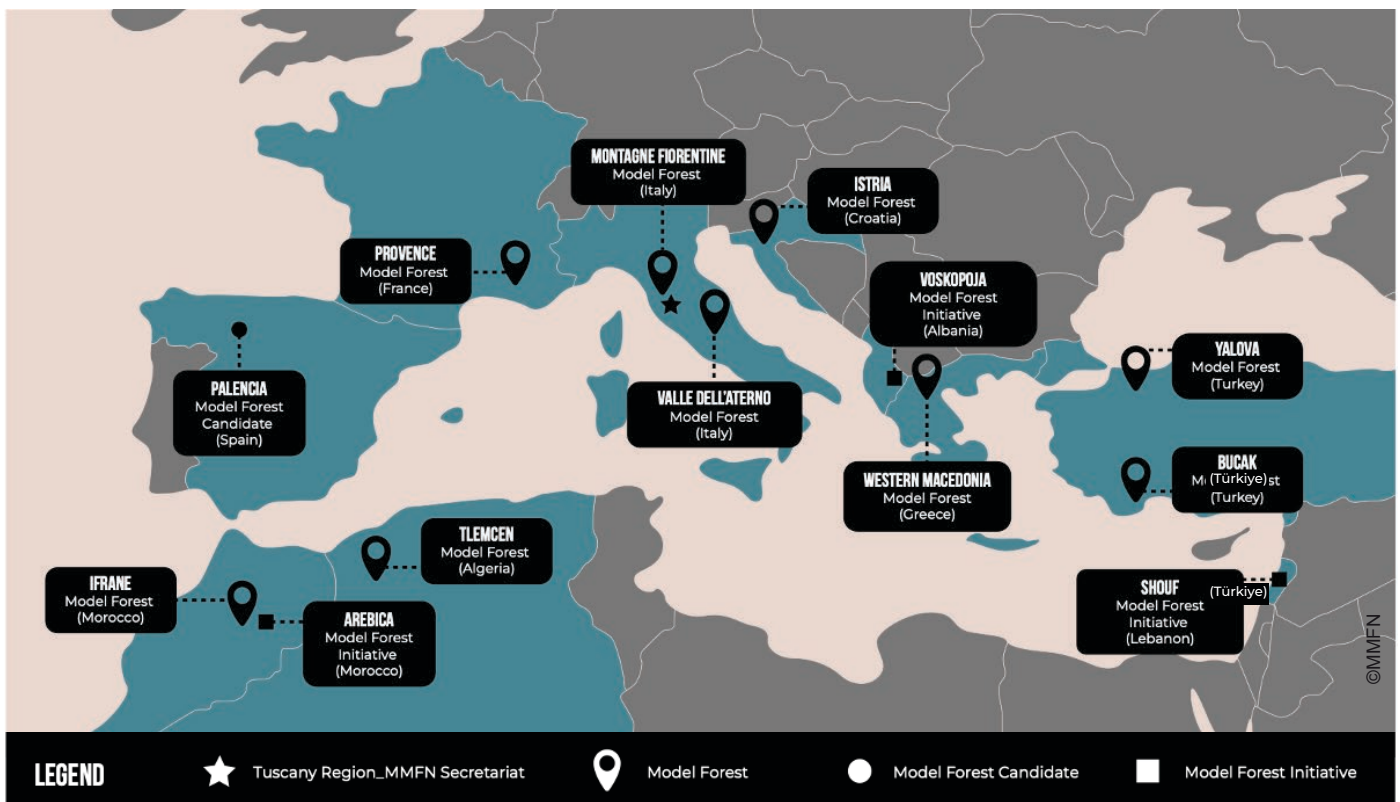 MONTAGNE FIORENTINE
Model Forest
(Italy)
ISTRIA
Model Forest
(Croatia)
PROVENCE
Model Forest
(France)
VOSKOPOJA
Model Forest
Initiative
(Albania)
YALOVA
Model Forest
(Turkey)
PALENCIA
Model Forest
Candidate
(Spain)
VALLE DELL'ATERNO
Model Forest
(Italy)
WESTERN MACEDONIA
Model Forest
(Greece)
BUCAK
(Türkiye)
(Turkey)
TLEMCEN
Model Forest
(Algeria)
IFRANE
Model Forest
(Morocco)
AREBICA
Model Forest
Initiative
(Morocco)
SHOUF
(Türkiye)
Model Forest
Initiative
(Lebanon)
©MMFN
LEGEND
Tuscany Region_MMFN Secretariat
Model Forest
Model Forest Candidate
Model Forest Initiative